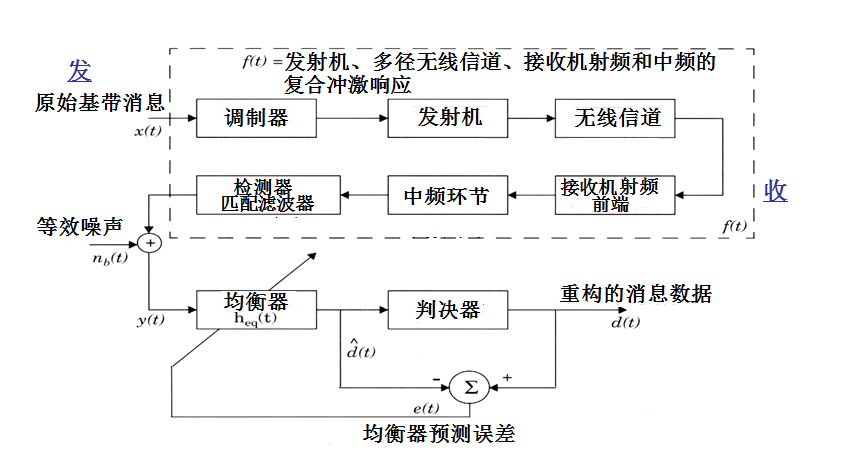 发
f(t) =发射机、多径无线信道、接收机射频和中频的
复合冲激响应
原始基带消息
x(t)
调制器
发射机
无线信道
收
检测器
匹配滤波器
中频环节
接收机射频
前端
f(t)
等效噪声
n_b(t)
+
y(t)
均衡器
h_eq(t)
判决器
重构的消息数据
d(t)
d̂(t)
-
Σ
+
e(t)
均衡器预测误差